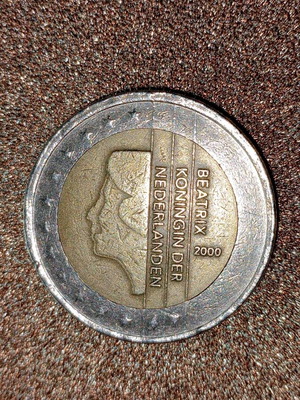 BEATRIX
KONINGIN DER
NEDERLANDEN
2000